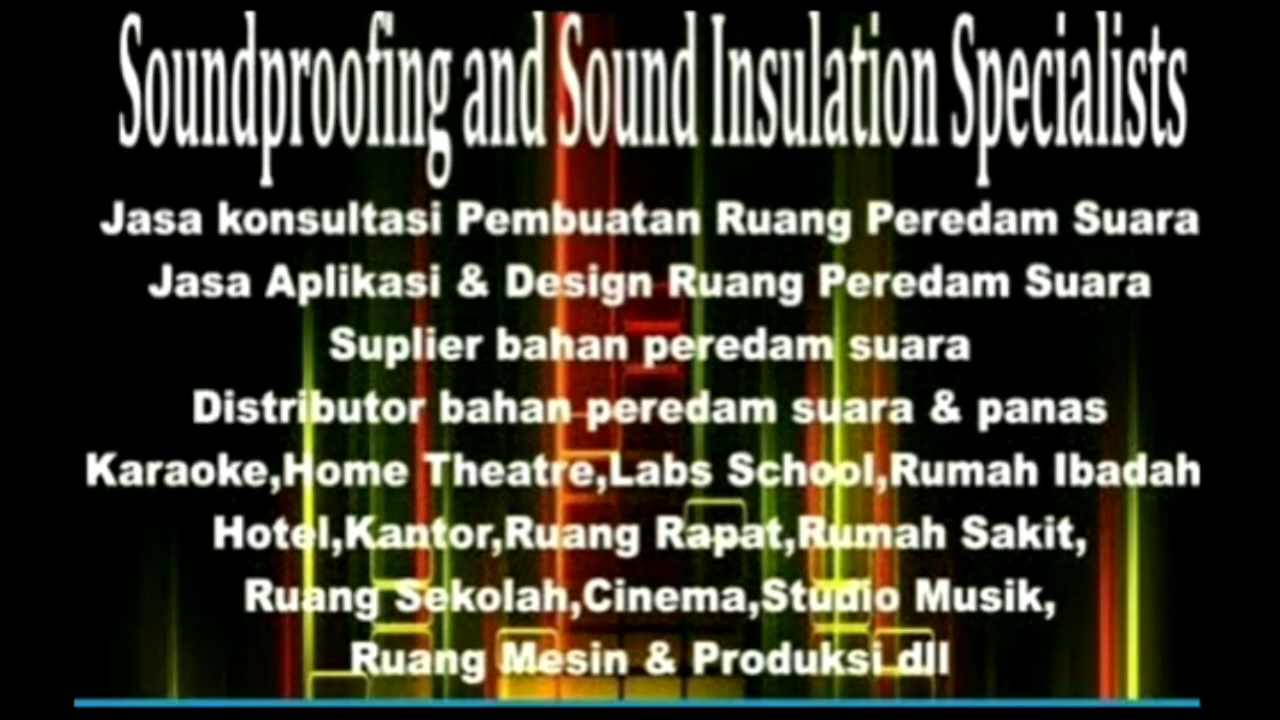 Soundproofing and Sound Insulation Specialists
Jasa konsultasi Pembuatan Ruang Peredam Suara
Jasa Aplikasi & Design Ruang Peredam Suara
Suplier bahan peredam suara
Distributor bahan peredam suara & panas
Karaoke,Home Theatre,Labs School,Rumah Ibadah
Hotel,Kantor,Ruang Rapat,Rumah Sakit,
Ruang Sekolah,Cinema,Studio Musik,
Ruang Mesin & Produksi dll